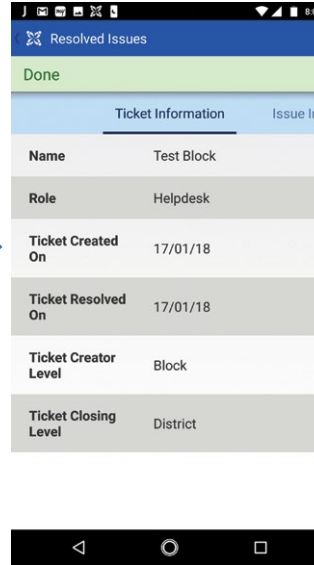 Resolved Issues
Done
Ticket Information
Name Test Block
Role Helpdesk
Ticket Created
On 17/01/18
Ticket Resolved
On 17/01/18
Ticket Creator
Level Block
Ticket Closing
Level District